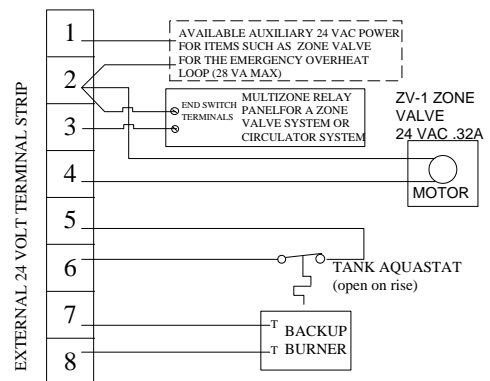 EXTERNAL 24 VOLT TERMINAL STRIP
1
2
3
4
5
6
7
8
AVAILABLE AUXILIARY 24 VAC POWER
FOR ITEMS SUCH AS ZONE VALVE
FOR THE EMERGENCY OVERHEAT
LOOP (28 VA MAX)
END SWITCH
TERMINALS
MULTIZONE RELAY
PANELFOR A ZONE
VALVE SYSTEM OR
CIRCULATOR SYSTEM
ZV-1 ZONE
VALVE
24 VAC .32A
MOTOR
TANK AQUASTAT
(open on rise)
T BACKUP
T BURNER